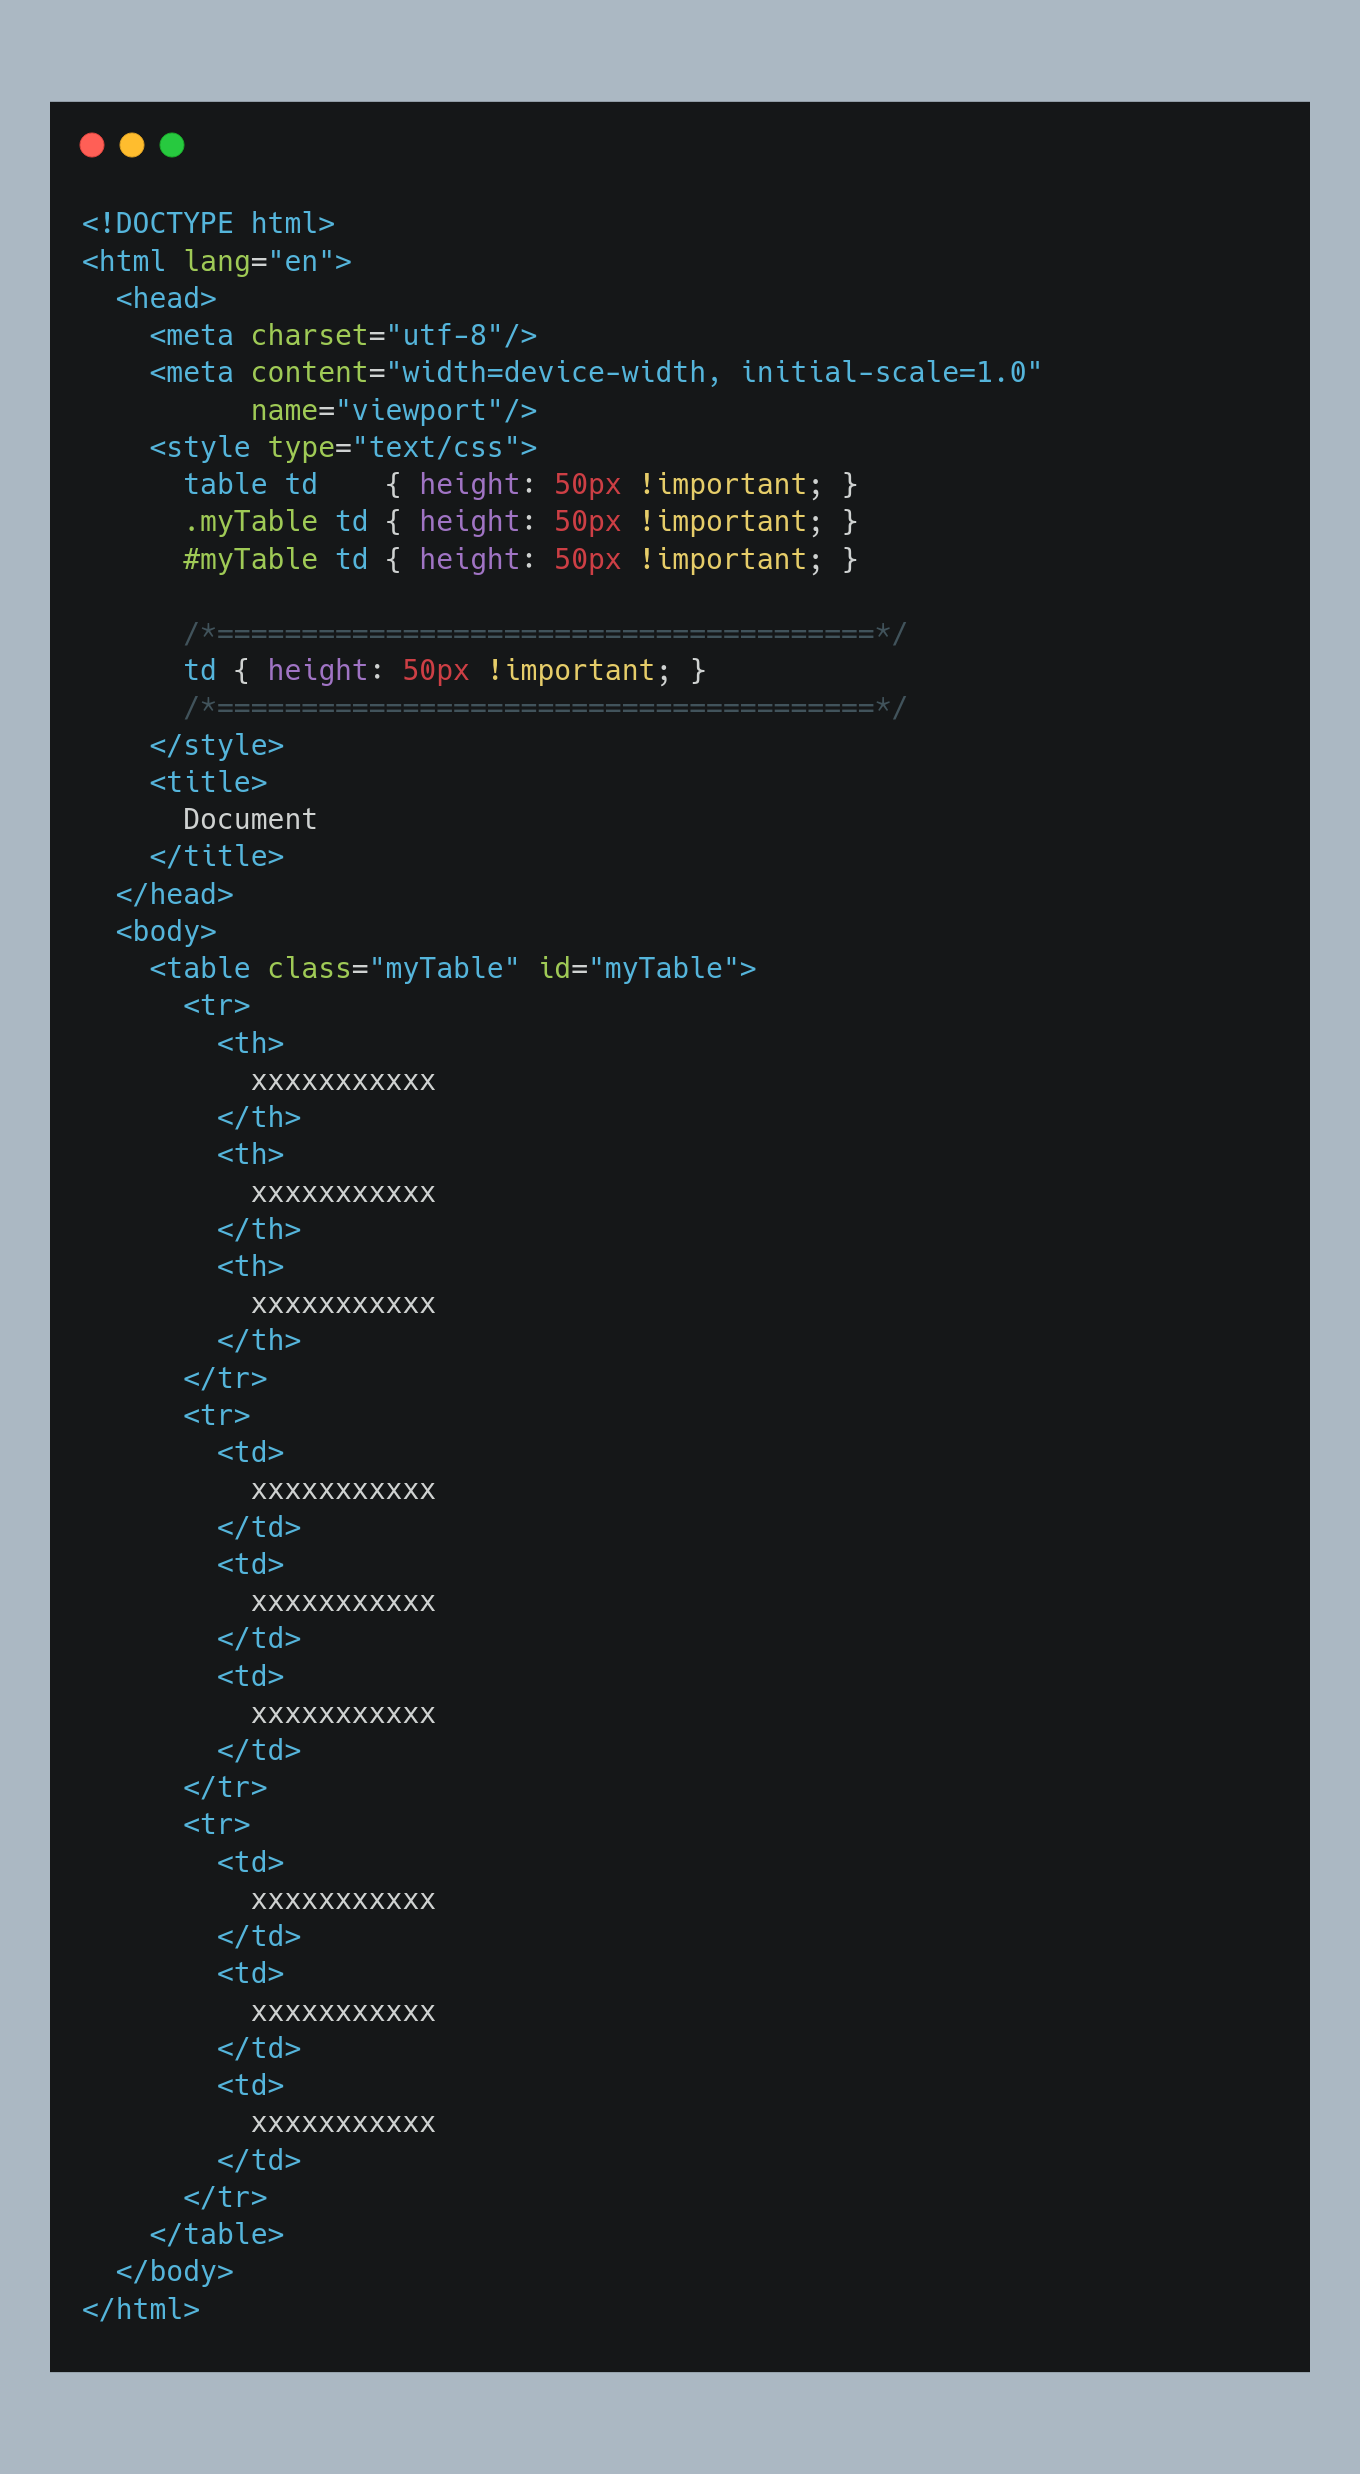 <!DOCTYPE html>
<html lang="en">
  <head>
    <meta charset="utf-8"/>
    <meta content="width=device-width, initial-scale=1.0"
          name="viewport"/>
    <style type="text/css">
      table td    { height: 50px !important; }
      .myTable td { height: 50px !important; }
      #myTable td { height: 50px !important; }

      /*=======================================*/
      td { height: 50px !important; }
      /*=======================================*/
    </style>
    <title>
      Document
    </title>
  </head>
  <body>
    <table class="myTable" id="myTable">
      <tr>
        <th>
          xxxxxxxxxxx
        </th>
        <th>
          xxxxxxxxxxx
        </th>
        <th>
          xxxxxxxxxxx
        </th>
      </tr>
      <tr>
        <td>
          xxxxxxxxxxx
        </td>
        <td>
          xxxxxxxxxxx
        </td>
        <td>
          xxxxxxxxxxx
        </td>
      </tr>
      <tr>
        <td>
          xxxxxxxxxxx
        </td>
        <td>
          xxxxxxxxxxx
        </td>
        <td>
          xxxxxxxxxxx
        </td>
      </tr>
    </table>
  </body>
</html>